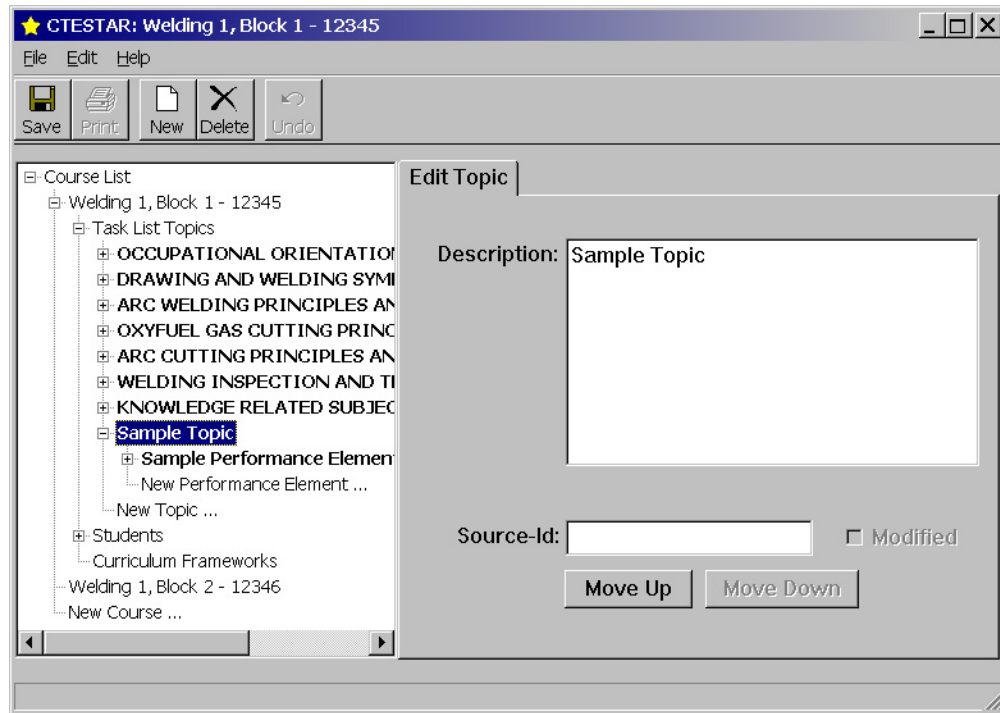 CTESTAR: Welding 1, Block 1 - 12345
File Edit Help
Save Print New Delete Undo
Course List
Welding 1, Block 1 - 12345
Task List Topics
OCCUPATIONAL ORIENTATIO
DRAWING AND WELDING SYM
ARC WELDING PRINCIPLES AN
OXYFUEL GAS CUTTING PRINC
ARC CUTTING PRINCIPLES AN
WELDING INSPECTION AND T
KNOWLEDGE RELATED SUBJEC
Sample Topic
Sample Performance Elemen
New Performance Element ...
New Topic ...
Students
Curriculum Frameworks
Welding 1, Block 2 - 12346
New Course ...
Edit Topic
Description: Sample Topic
Source-Id: Modified
Move Up Move Down